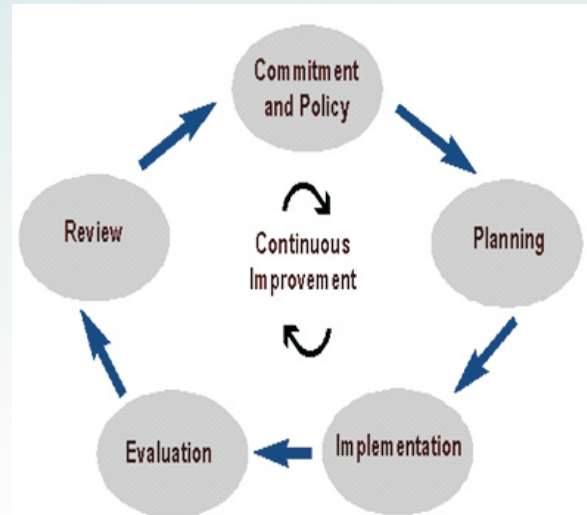 Commitment
and Policy
Planning
Implementation
Evaluation
Review
Continuous
Improvement